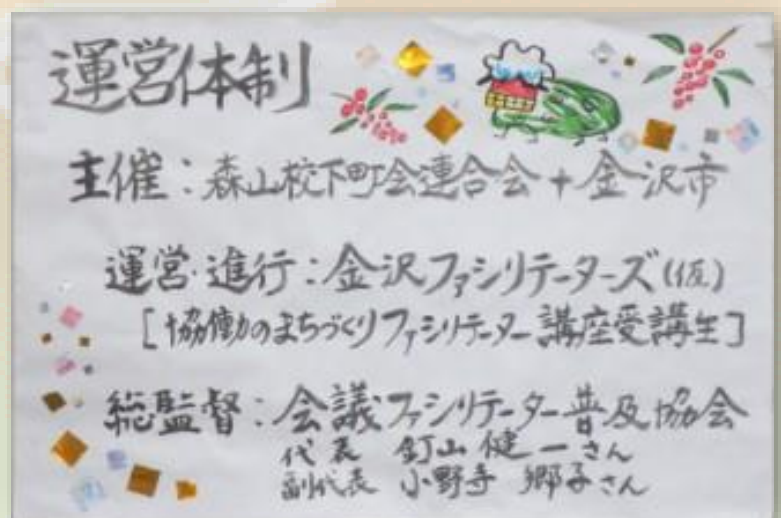 運営体制
主催：森山校下町会連合会＋金沢市
運営・進行：金沢ファシリテーターズ(仮)
[協働のまちづくりファシリテーター講座受講生]
総監督：会議ファシリテーター普及協会
代表 釘山健一さん
副代表 小野寺郷子さん